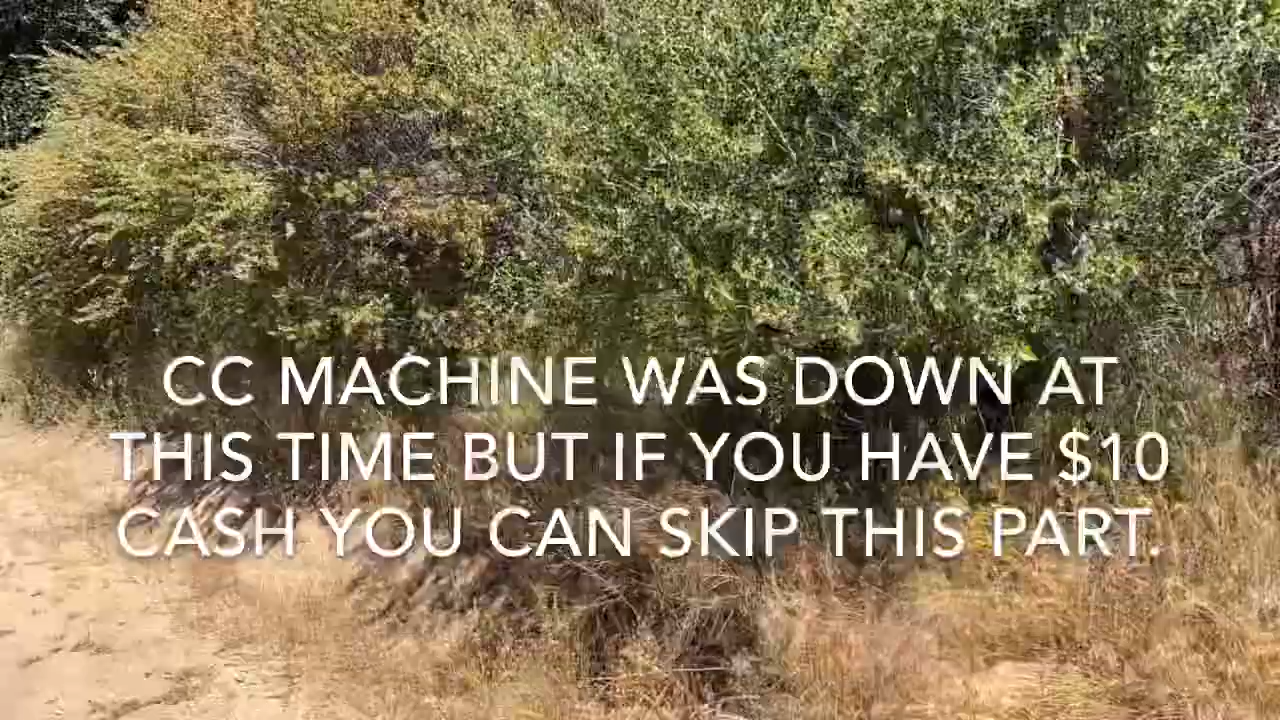 CC MACHINE WAS DOWN AT
THIS TIME BUT IF YOU HAVE $10
CASH YOU CAN SKIP THIS PART.